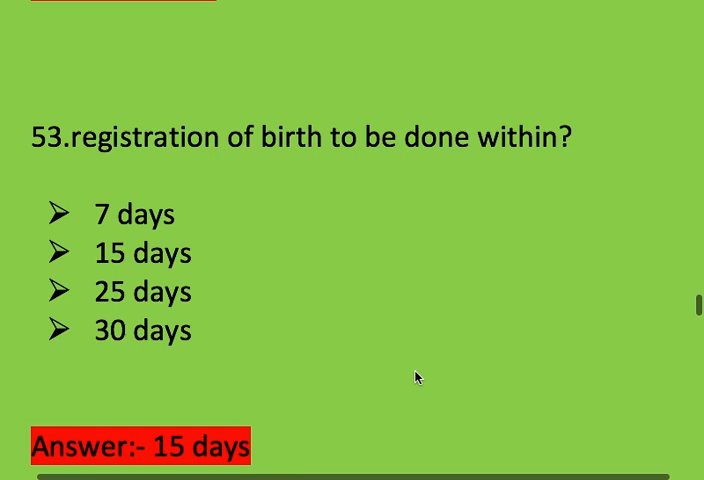 53.registration of birth to be done within?
➢ 7 days
➢ 15 days
➢ 25 days
➢ 30 days
Answer:- 15 days